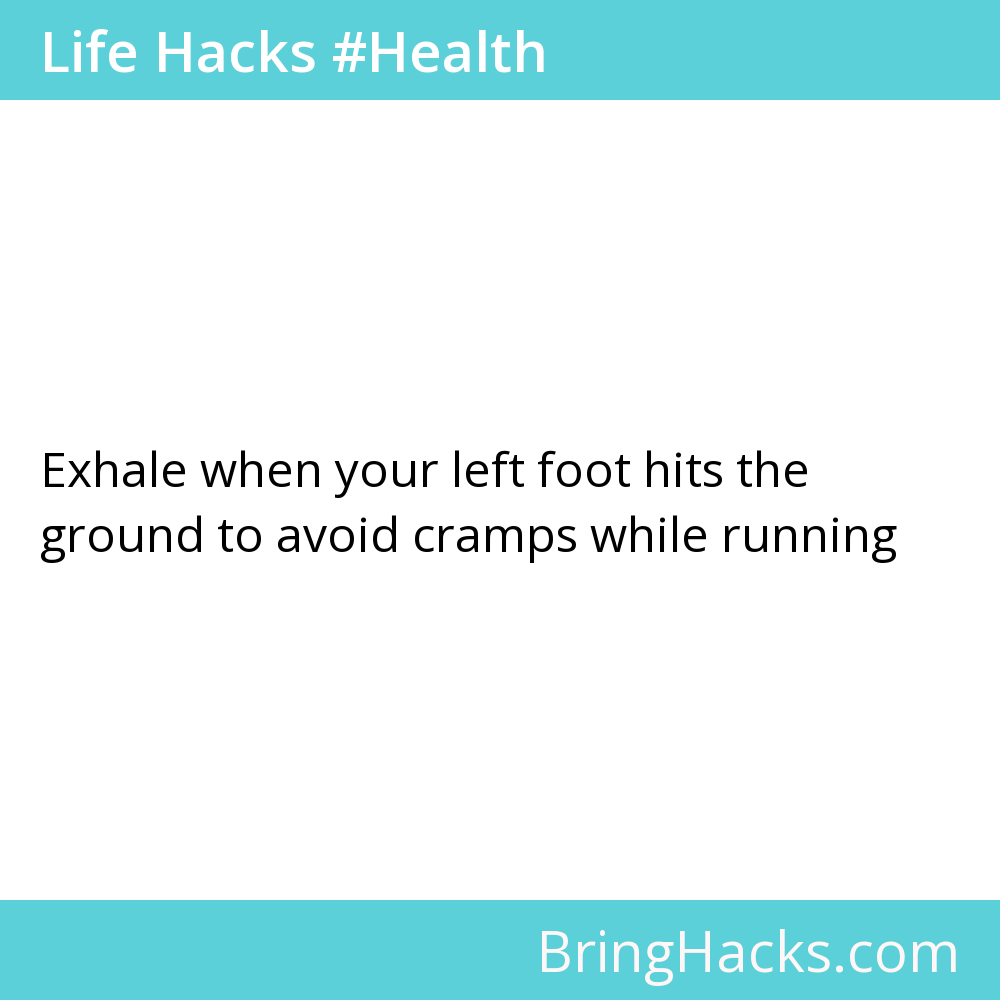 Life Hacks #Health
Exhale when your left foot hits the
ground to avoid cramps while running
BringHacks.com